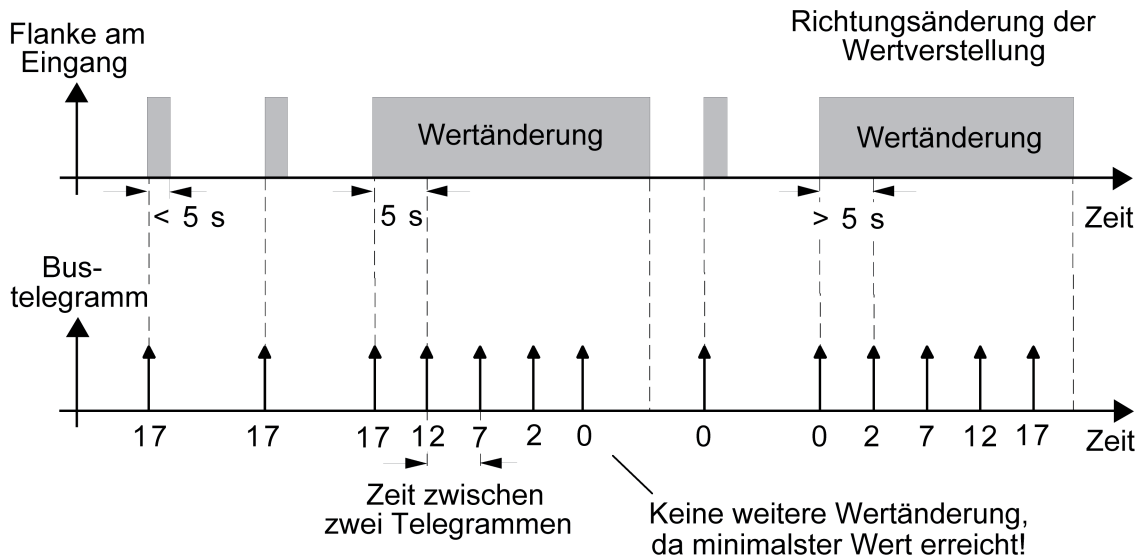 Richtungsänderung der
Wertverstellung
Flanke am
Eingang
Wertänderung
Wertänderung
< 5 s
5 s
> 5 s
Zeit
Bus-
telegramm
17 17 17 12 7 2 0 0 0 2 7 12 17
Zeit
Zeit zwischen
zwei Telegrammen
Keine weitere Wertänderung,
da minimalster Wert erreicht!